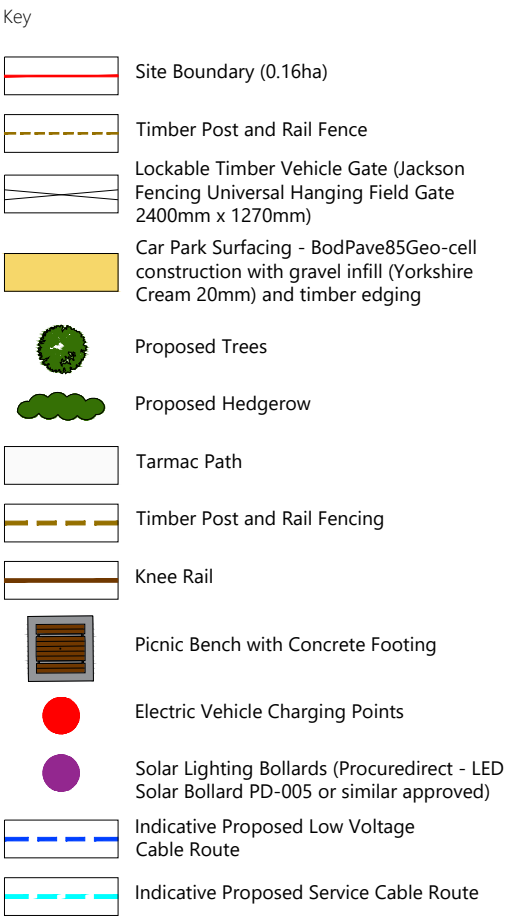 Key
Site Boundary (0.16ha)
Timber Post and Rail Fence
Lockable Timber Vehicle Gate (Jackson
Fencing Universal Hanging Field Gate
2400mm x 1270mm)
Car Park Surfacing - BodPave85Geo-cell
construction with gravel infill (Yorkshire
Cream 20mm) and timber edging
Proposed Trees
Proposed Hedgerow
Tarmac Path
Timber Post and Rail Fencing
Knee Rail
Picnic Bench with Concrete Footing
Electric Vehicle Charging Points
Solar Lighting Bollards (Procuredirect - LED
Solar Bollard PD-005 or similar approved)
Indicative Proposed Low Voltage
Cable Route
Indicative Proposed Service Cable Route